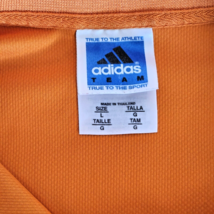 TRUE TO THE ATHLETE
adidas
TEAM
TRUE TO THE SPORT
MADE IN THAILAND
SIZE TALLA
L G
TAILLE TAM
G G